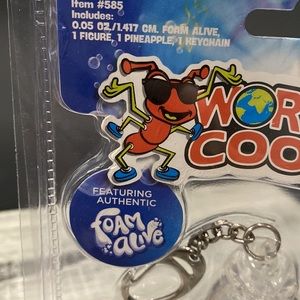 Item #585
Includes:
0.05 OZ./1.417 CM. FOAM ALIVE,
1 FIGURE, 1 PINEAPPLE, 1 KEYCHAIN
WOR
COO
FEATURING
AUTHENTIC
FOAM
alive